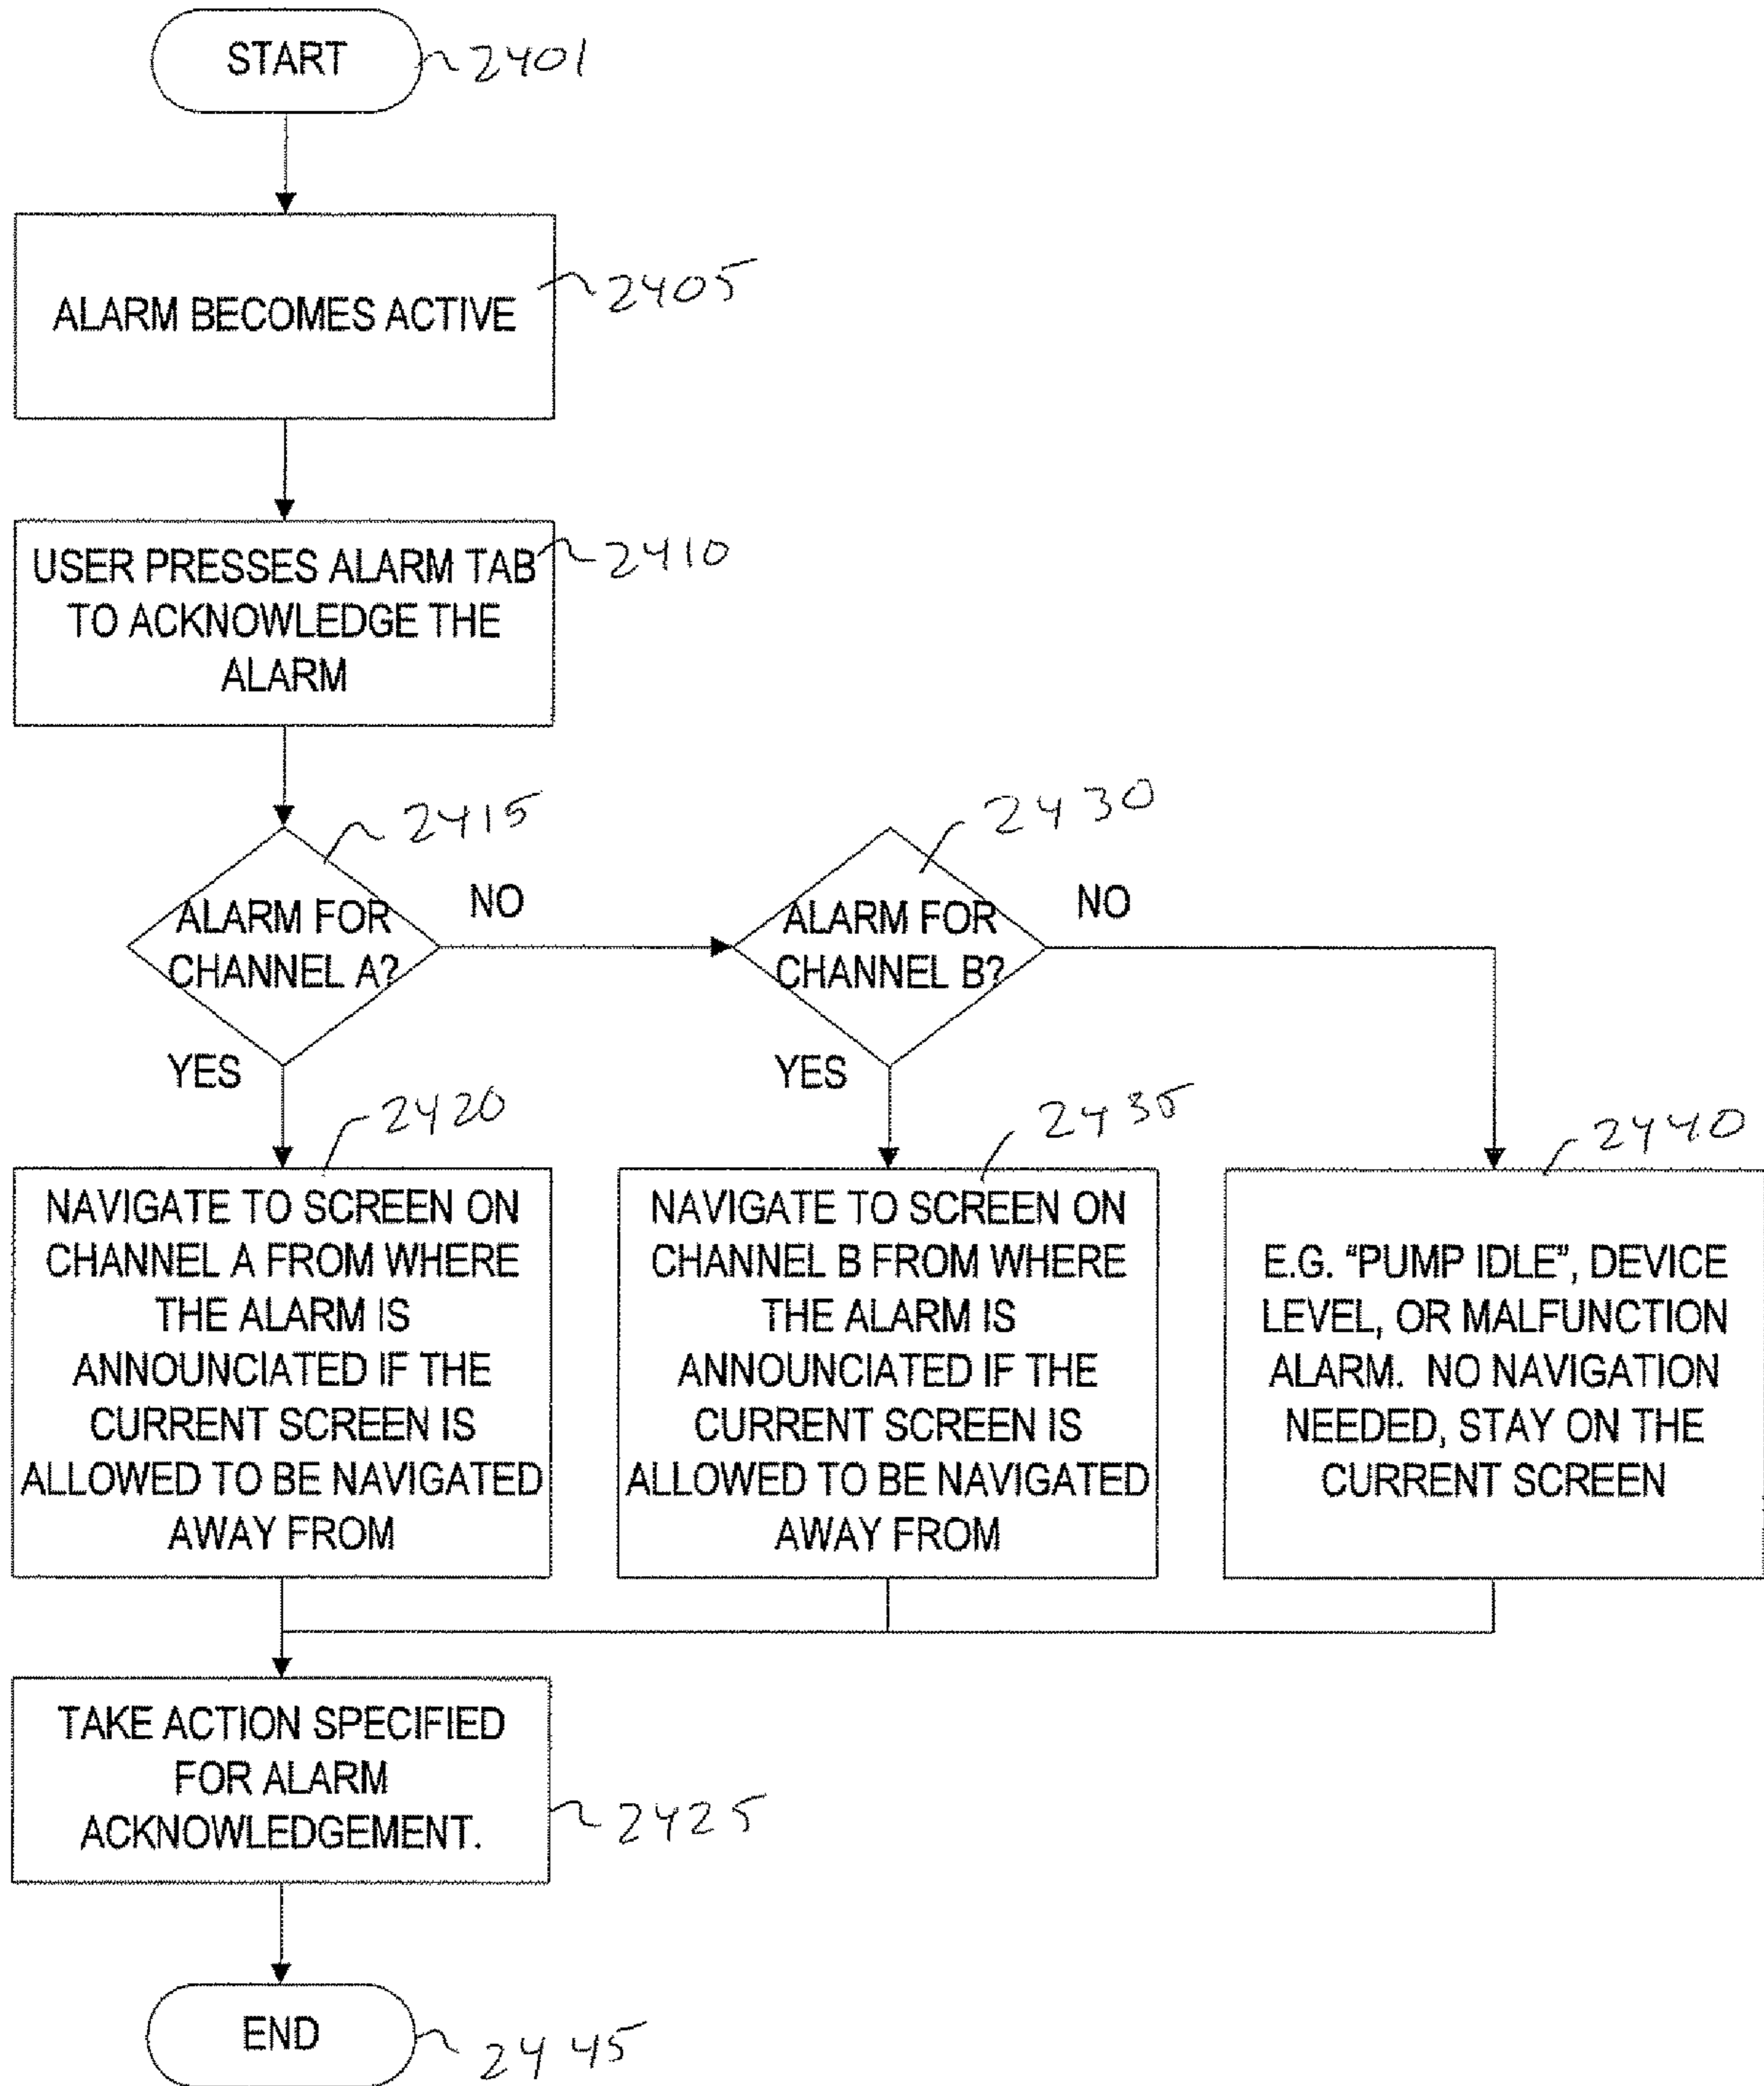 START
2401
ALARM BECOMES ACTIVE
2405
USER PRESSES ALARM TAB
TO ACKNOWLEDGE THE
ALARM
2410
ALARM FOR
CHANNEL A?
2415
NO
YES
ALARM FOR
CHANNEL B?
2430
NO
YES
NAVIGATE TO SCREEN ON
CHANNEL A FROM WHERE
THE ALARM IS
ANNOUNCIATED IF THE
CURRENT SCREEN IS
ALLOWED TO BE NAVIGATED
AWAY FROM
2420
NAVIGATE TO SCREEN ON
CHANNEL B FROM WHERE
THE ALARM IS
ANNOUNCIATED IF THE
CURRENT SCREEN IS
ALLOWED TO BE NAVIGATED
AWAY FROM
2435
E.G. "PUMP IDLE", DEVICE
LEVEL, OR MALFUNCTION
ALARM. NO NAVIGATION
NEEDED, STAY ON THE
CURRENT SCREEN
2440
TAKE ACTION SPECIFIED
FOR ALARM
ACKNOWLEDGEMENT.
2425
END
2445